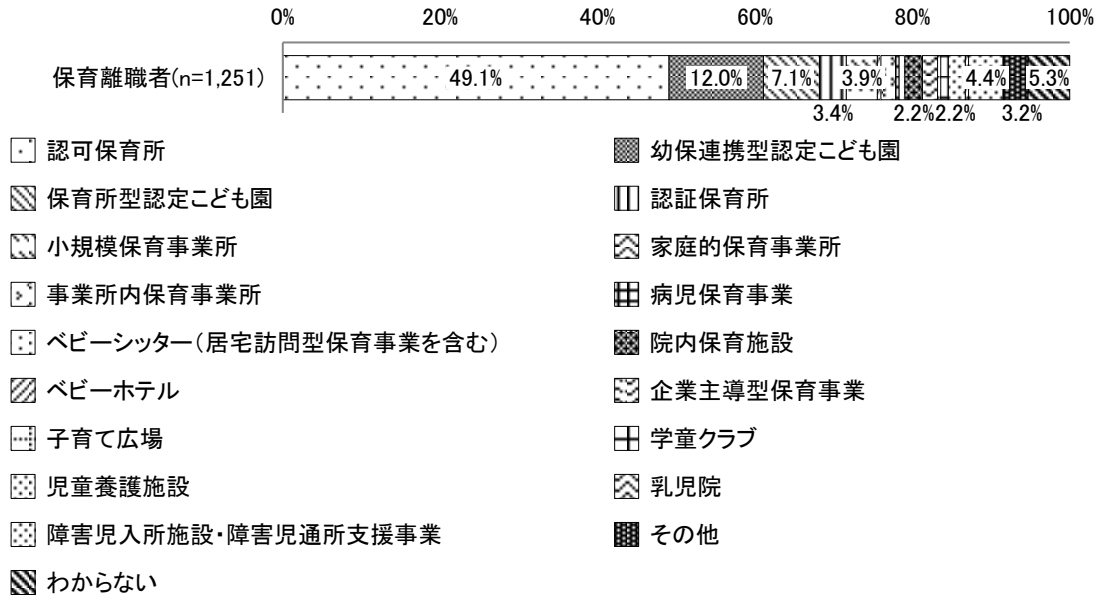 0% 20% 40% 60% 80% 100%
保育離職者(n=1,251) 49.1% 12.0% 7.1% 3.9% 4.4% 5.3%
3.4% 2.2% 2.2% 3.2%
認可保育所 幼保連携型認定こども園
保育所型認定こども園 認証保育所
小規模保育事業所 家庭的保育事業所
事業所内保育事業所 病児保育事業
ベビーシッター(居宅訪問型保育事業を含む) 院内保育施設
ベビーホテル 企業主導型保育事業
子育て広場 学童クラブ
児童養護施設 乳児院
障害児入所施設・障害児通所支援事業 その他
わからない